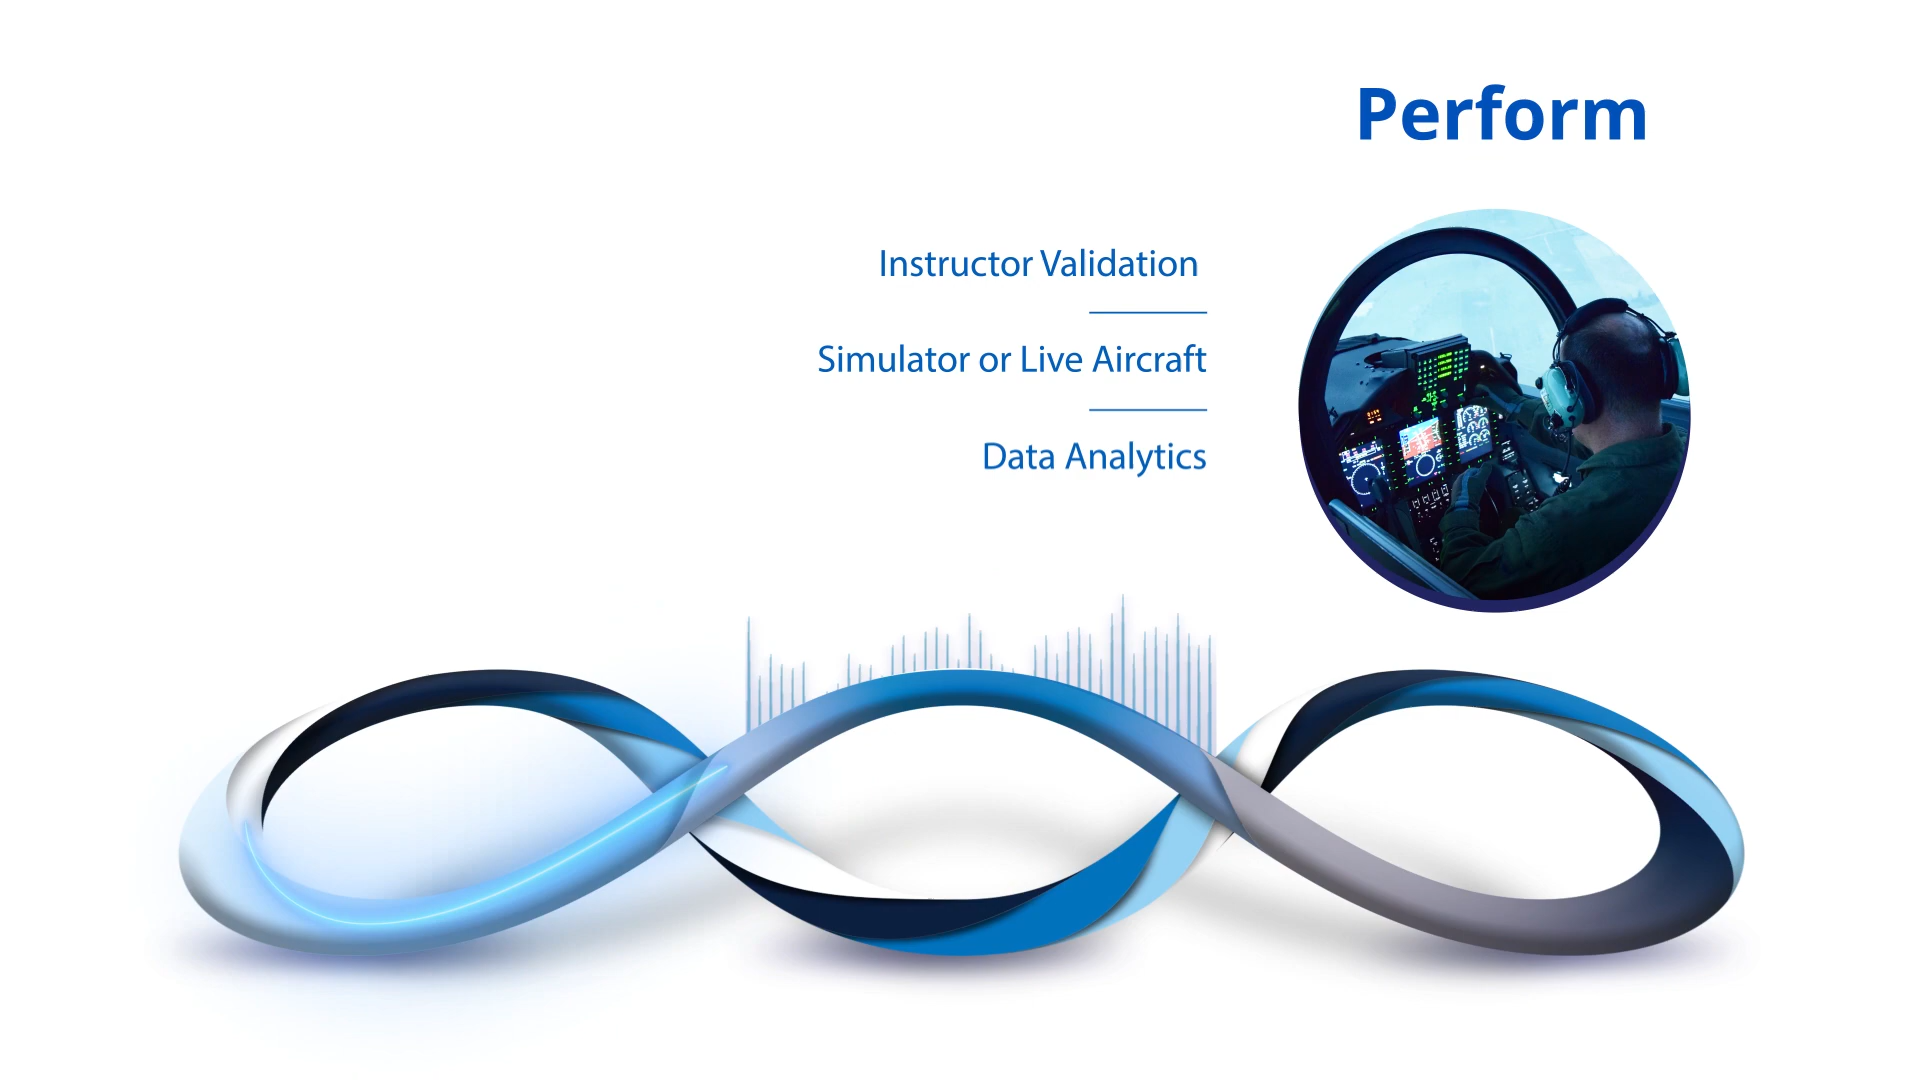 Perform
Instructor Validation
Simulator or Live Aircraft
Data Analytics